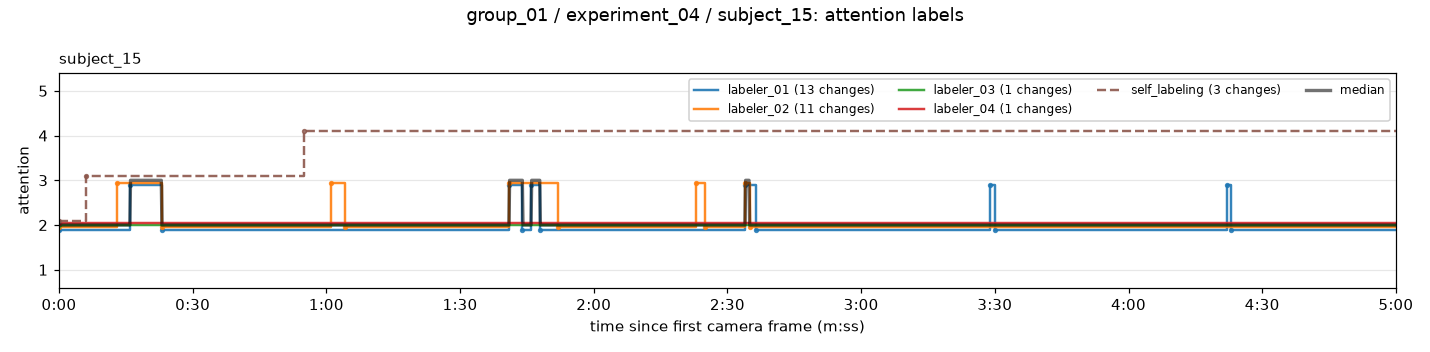 group_01 / experiment_04 / subject_15: attention labels
subject_15
labeler_01 (13 changes)
labeler_02 (11 changes)
labeler_03 (1 changes)
labeler_04 (1 changes)
self_labeling (3 changes)
median
attention
5
4
3
2
1
0:00 0:30 1:00 1:30 2:00 2:30 3:00 3:30 4:00 4:30 5:00
time since first camera frame (m:ss)